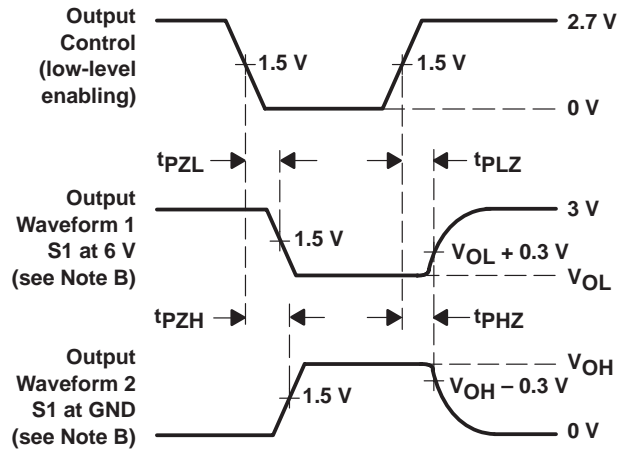 Output
Control
(low-level
enabling)
2.7 V
1.5 V
1.5 V
0 V
tPZL
tPLZ
Output
Waveform 1
S1 at 6 V
(see Note B)
3 V
1.5 V
VOL + 0.3 V
VOL
tPZH
tPHZ
Output
Waveform 2
S1 at GND
(see Note B)
VOH
1.5 V
VOH − 0.3 V
0 V